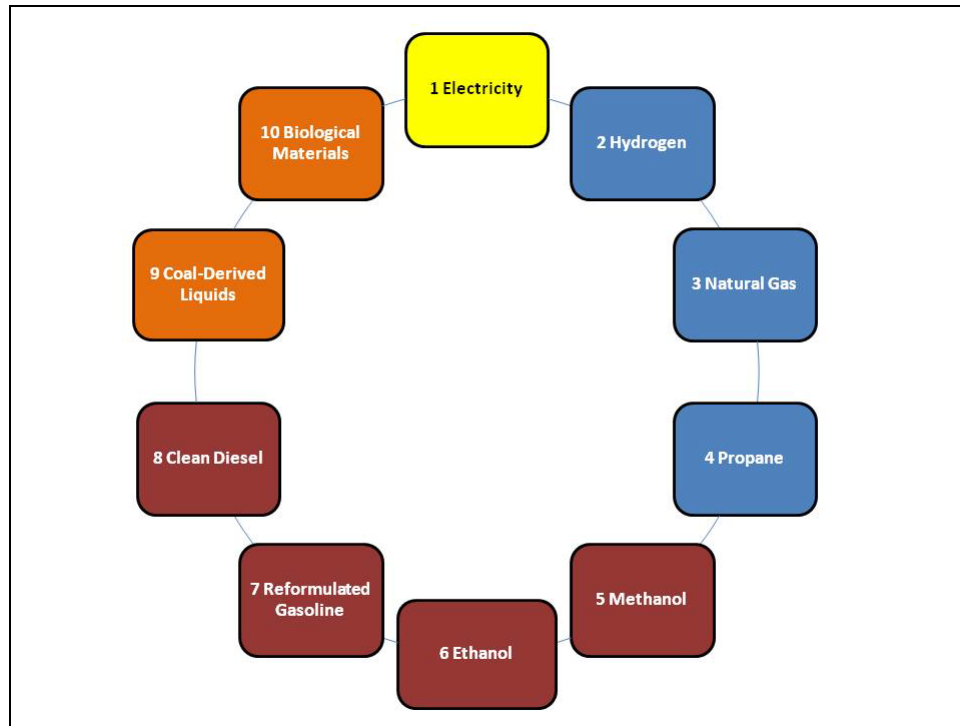 1 Electricity
2 Hydrogen
3 Natural Gas
4 Propane
5 Methanol
6 Ethanol
7 Reformulated
Gasoline
8 Clean Diesel
9 Coal-Derived
Liquids
10 Biological
Materials